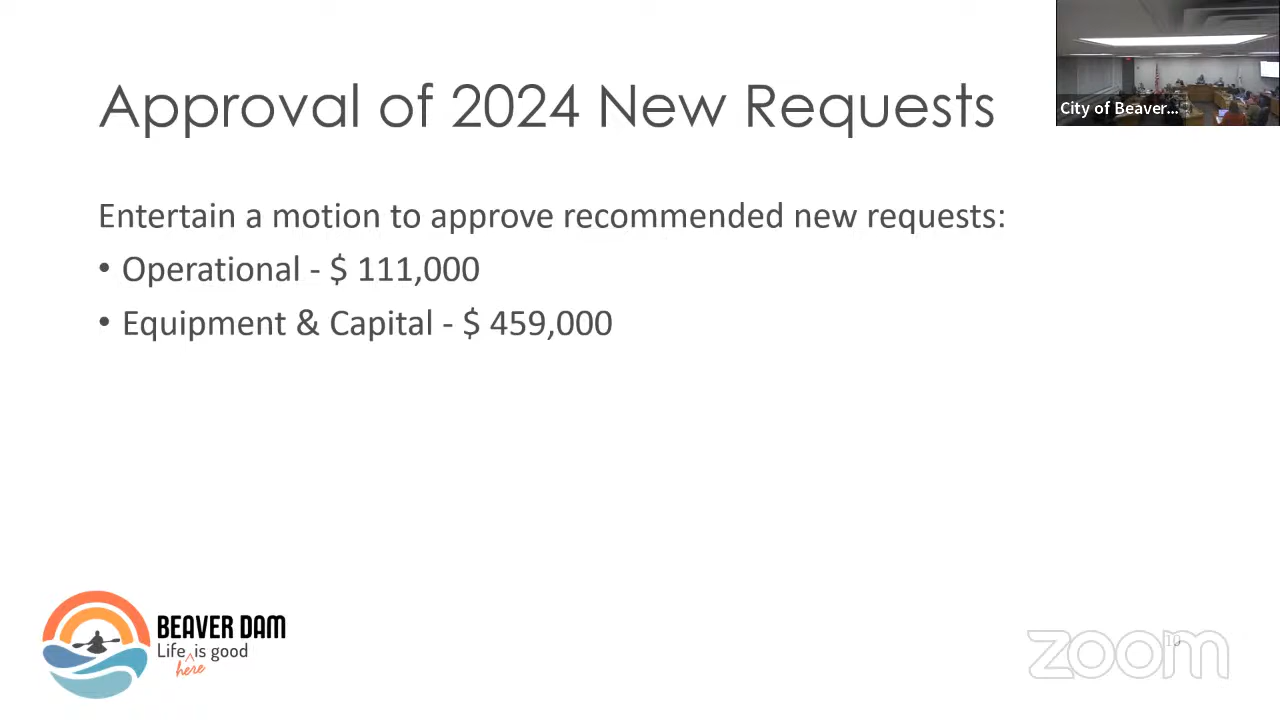 Approval of 2024 New Requests
City of Beaver...
Entertain a motion to approve recommended new requests:
• Operational - $ 111,000
• Equipment & Capital - $ 459,000
BEAVER DAM
Life is good
^
here
zoom
10